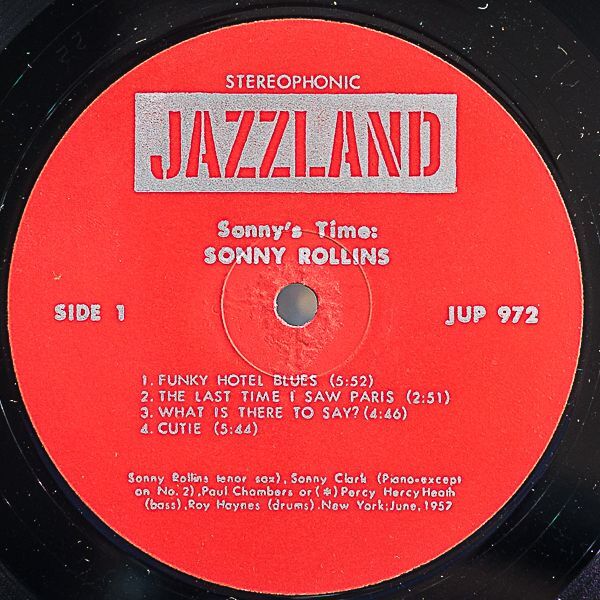 STEREOPHONIC
JAZZLAND
Sonny's Time:
SONNY ROLLINS
SIDE 1
JUP 972
1. FUNKY HOTEL BLUES (5:52)
2. THE LAST TIME I SAW PARIS (2:51)
3. WHAT IS THERE TO SAY? (4:46)
4. CUTIE (5:44)
Sonny Rollins tenor sax), Sonny Clark (Piano-except
on No. 2), Paul Chambers or (*) Percy Hercy Heath
(bass), Roy Haynes (drums). New York; June, 1957